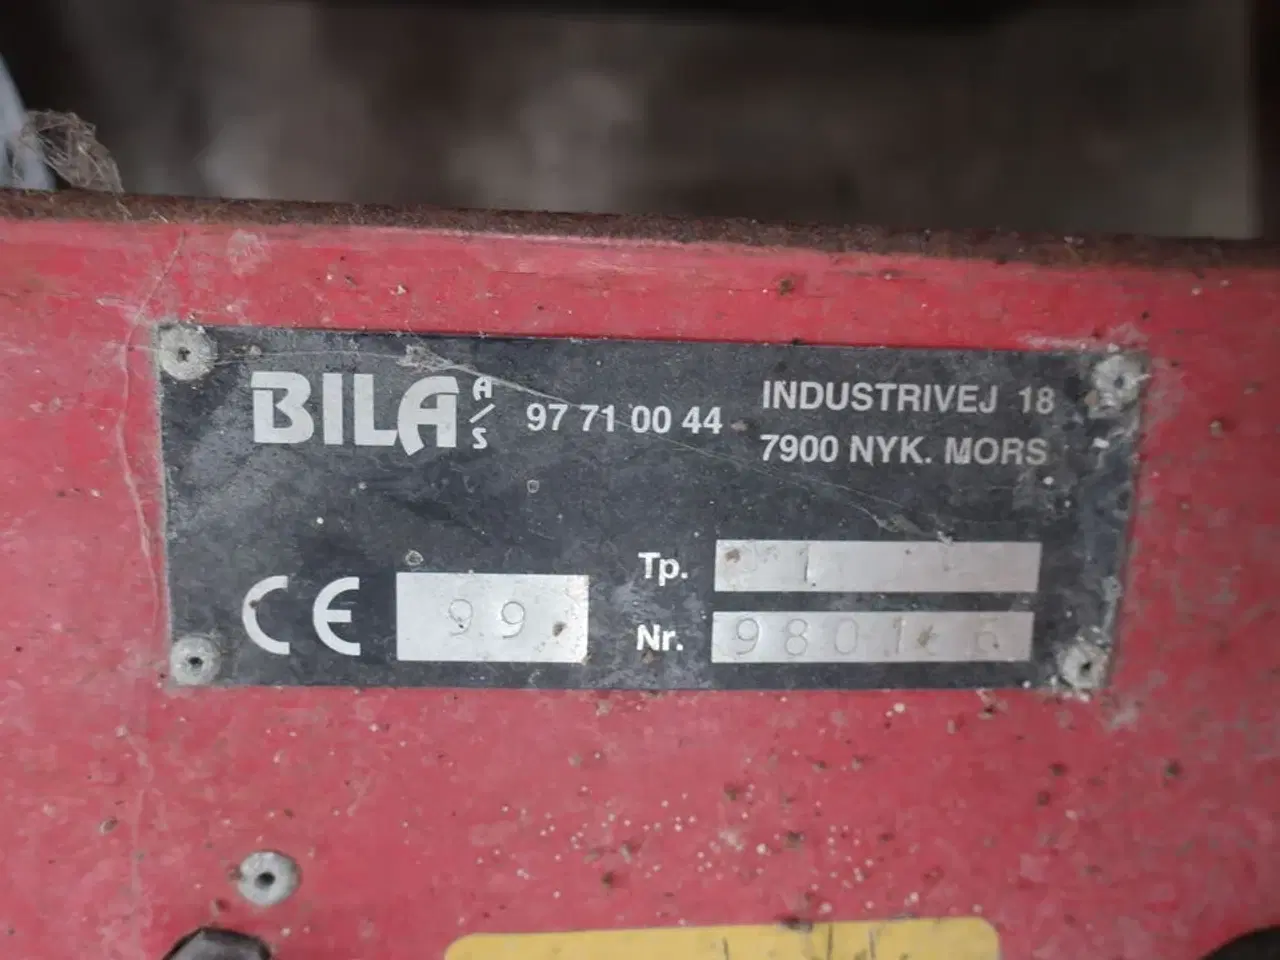 BILA A/S 97 71 00 44 INDUSTRIVEJ 18
7900 NYK. MORS
Tp.
CE 99
Nr.